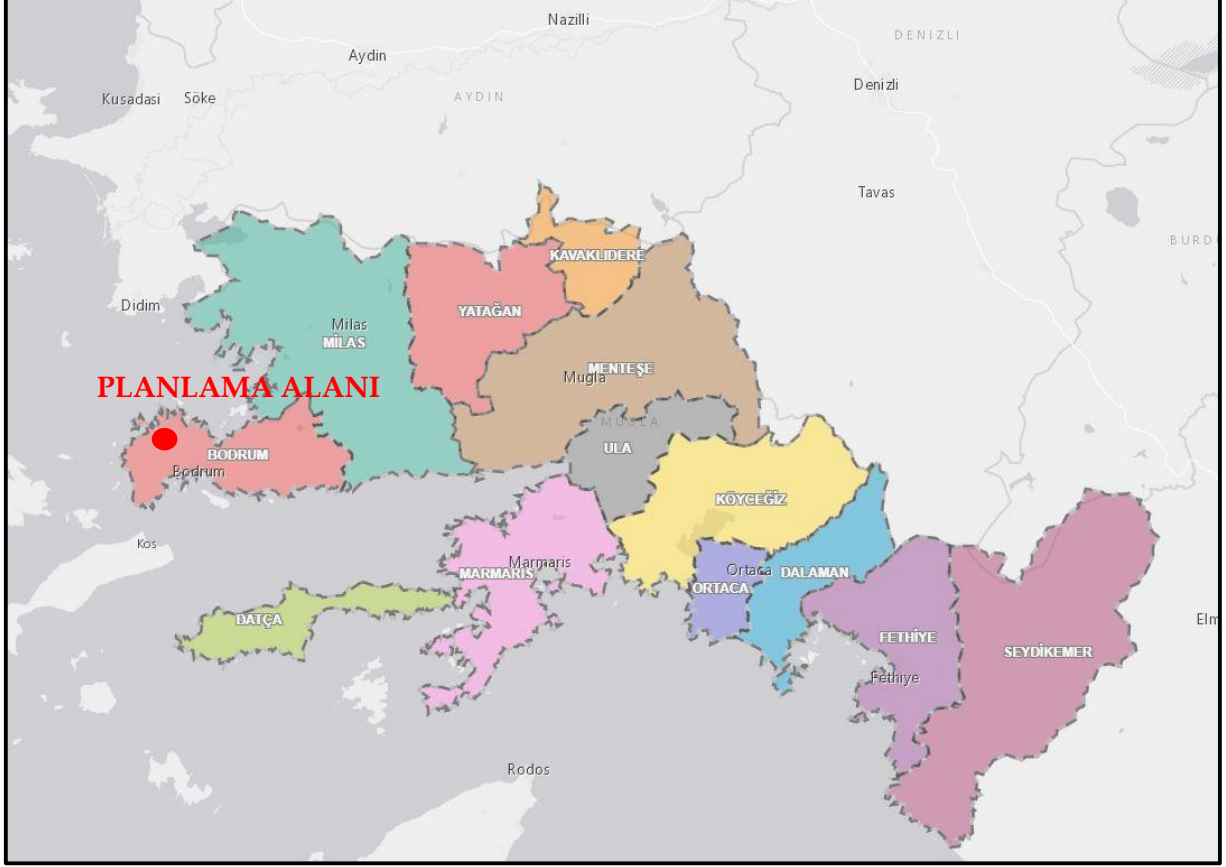 Nazilli
DENIZLI
Aydin
Denizli
Kusadasi
Söke
AYDIN
Tavas
BURD
KAVAKLIDERE
Didim
YATAĞAN
Milas
MİLAS
MENTEŞE
Mugla
PLANLAMA ALANI
MUGLA
ULA
BODRUM
Bodrum
KÖYCEĞİZ
Kos
Marmaris
MARMARİS
Ortaca
DALAMAN
ORTACA
DATÇA
Elm
FETHİYE
SEYDİKEMER
Fethiye
Rodos